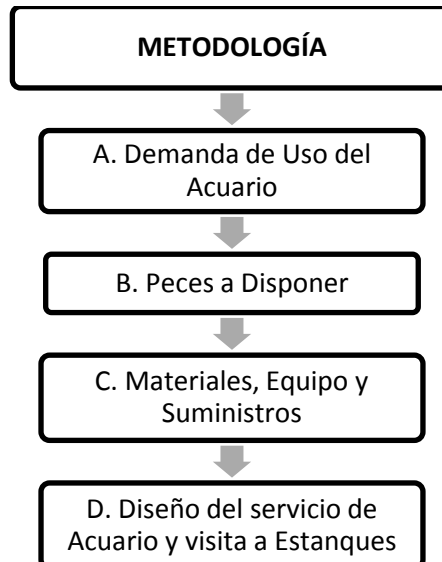 METODOLOGÍA
A. Demanda de Uso del
Acuario
B. Peces a Disponer
C. Materiales, Equipo y
Suministros
D. Diseño del servicio de
Acuario y visita a Estanques